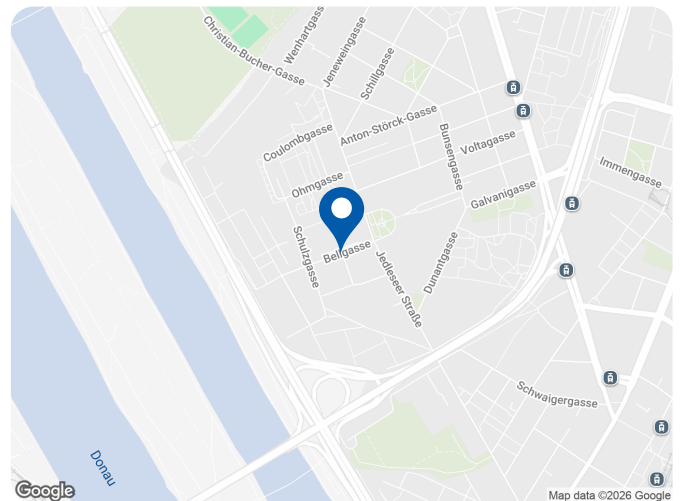 Wenhartgasse
Jeneweingasse
Christian-Bucher-Gasse
Schillgasse
Anton-Störck-Gasse
Coulombgasse
Bunsengasse
Voltagasse
Immengasse
Ohmgasse
Galvanigasse
Schulzgasse
Bellgasse
Jedleseer Straße
Dunantgasse
Schwaigergasse
Donau
Google
Map data ©2026 Google